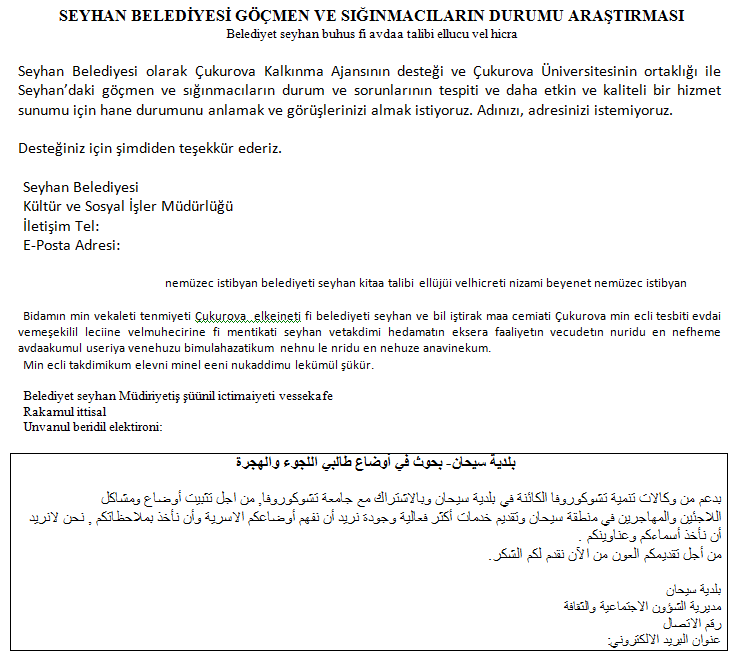 SEYHAN BELEDİYESİ GÖÇMEN VE SIĞINMACILARIN DURUMU ARAŞTIRMASI
Belediyet seyhan buhus fi avdaa talibi ellucu vel hicra
Seyhan Belediyesi olarak Çukurova Kalkınma Ajansının desteği ve Çukurova Üniversitesinin ortaklığı ile
Seyhan’daki göçmen ve sığınmacıların durum ve sorunlarının tespiti ve daha etkin ve kaliteli bir hizmet
sunumu için hane durumunu anlamak ve görüşlerinizi almak istiyoruz. Adınızı, adresinizi istemiyoruz.
Desteğiniz için şimdiden teşekkür ederiz.
Seyhan Belediyesi
Kültür ve Sosyal İşler Müdürlüğü
İletişim Tel:
E-Posta Adresi:
nemüzec istibyan belediyeti seyhan kitaa talibi ellüjüi velhicreti nizami beyenet nemüzec istibyan
Bidamın min vekaleti tenmiyeti Çukurova elkeineti fi belediyeti seyhan ve bil iştirak maa cemiati Çukurova min ecli tesbiti evdai
vemeşekilil leciine velmuhecirine fi mentikati seyhan vetakdimi hedamatın eksera faaliyetın vecudetın nuridu en nefheme
avdaakumul useriya venehuzu bimulahazatikum nehnu le nridu en nehuze anavinekum.
Min ecli takdimikum elevni minel eeni nukaddimu lekümül şükür.
Belediyet seyhan Müdiriyetiş şüünil ictimaiyeti vessekafe
Rakamul ittisal
Unvanul beridil elektironi:
بلدية سيحان- بحوث في أوضاع طالبي اللجوء والهجرة
بدعم من وكالات تنمية تشوكوروفا الكائنة في بلدية سيحان وبالاشتراك مع جامعة تشوكوروفا, من اجل تثبيت أوضاع ومشاكل
اللاجئين والمهاجرين في منطقة سيحان وتقديم خدمات أكثر فعالية وجودة نريد أن نفهم أوضاعكم الاسرية وأن نأخذ بملاحظاتكم , نحن لانريد
أن نأخذ أسماءكم وعناوينكم .
من أجل تقديمكم العون من الآن نقدم لكم الشكر.
بلدية سيحان
مديرية الشؤون الاجتماعية والثقافة
رقم الاتصال
عنوان البريد الالكتروني: